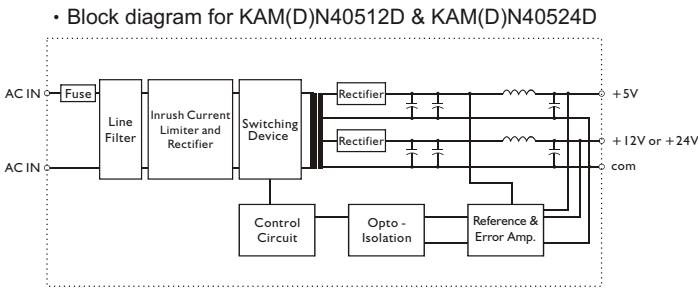 • Block diagram for KAM(D)N40512D & KAM(D)N40524D
AC IN
Fuse
Line
Filter
Inrush Current
Limiter and
Rectifier
Switching
Device
Rectifier
+5V
Rectifier
+12V or +24V
AC IN
com
Control
Circuit
Opto -
Isolation
Reference &
Error Amp.